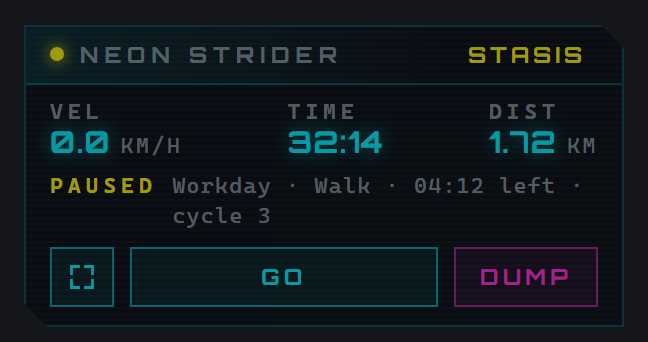 NEON STRIDER STASIS
VEL TIME DIST
0.0 KM/H 32:14 1.72 KM
PAUSED Workday · Walk · 04:12 left ·
cycle 3
GO DUMP